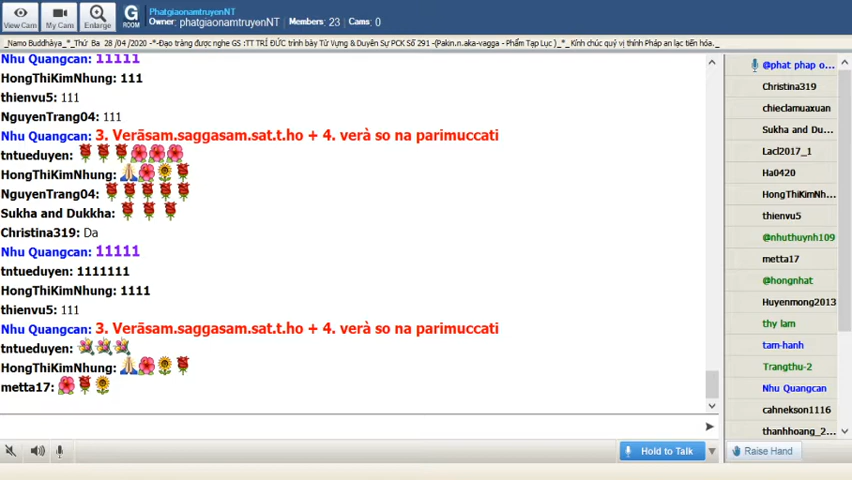 View Cam
My Cam
Enlarge
G ROOM
PhatgiaonamtruyenNT
Owner: phatgiaonamtruyenNT Members: 23 Cams: 0
_Namo Buddhàya_*_Thứ Ba 28 /04 /2020 -*-Đạo tràng được nghe GS :TT TRÍ ĐỨC trình bày Từ Vựng & Duyên Sự PCK Số 291 -(Pakin.n.aka-vagga - Phẩm Tạp Lục )_*_ Kính chúc quý vị thính Pháp an lạc tiến hóa._
Nhu Quangcan: 11111
HongThiKimNhung: 111
thienvu5: 111
NguyenTrang04: 111
Nhu Quangcan: 3. Verāsam.saggasam.sat.t.ho + 4. verà so na parimuccati
tntueduyen:
HongThiKimNhung:
NguyenTrang04:
Sukha and Dukkha:
Christina319: Da
Nhu Quangcan: 11111
tntueduyen: 1111111
HongThiKimNhung: 1111
thienvu5: 111
Nhu Quangcan: 3. Verāsam.saggasam.sat.t.ho + 4. verà so na parimuccati
tntueduyen:
HongThiKimNhung:
metta17:
Hold to Talk
@phat phap o...
Christina319
chieclamuaxuan
Sukha and Du...
Lacl2017_1
Ha0420
HongThiKimNh...
thienvu5
@nhuthuynh109
metta17
@hongnhat
Huyenmong2013
thy lam
tam-hanh
Trangthu-2
Nhu Quangcan
cahnekson1116
thanhhoang_2...
Raise Hand